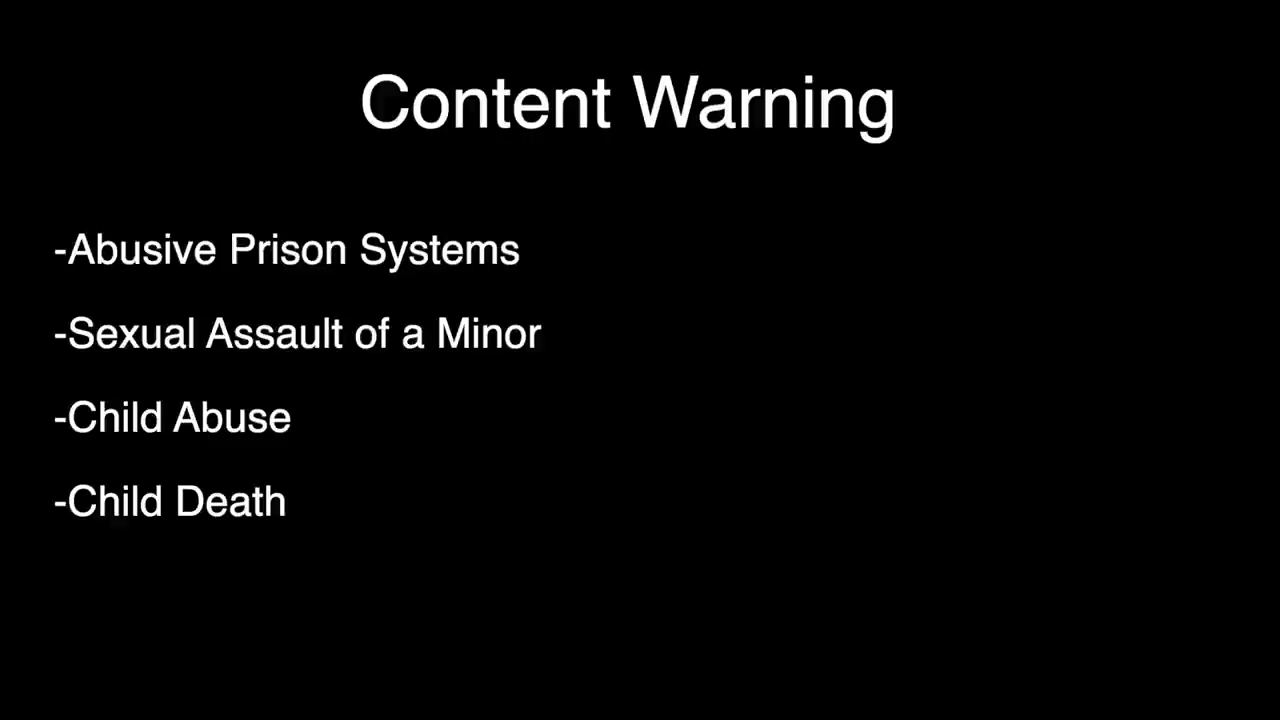 Content Warning
-Abusive Prison Systems
-Sexual Assault of a Minor
-Child Abuse
-Child Death